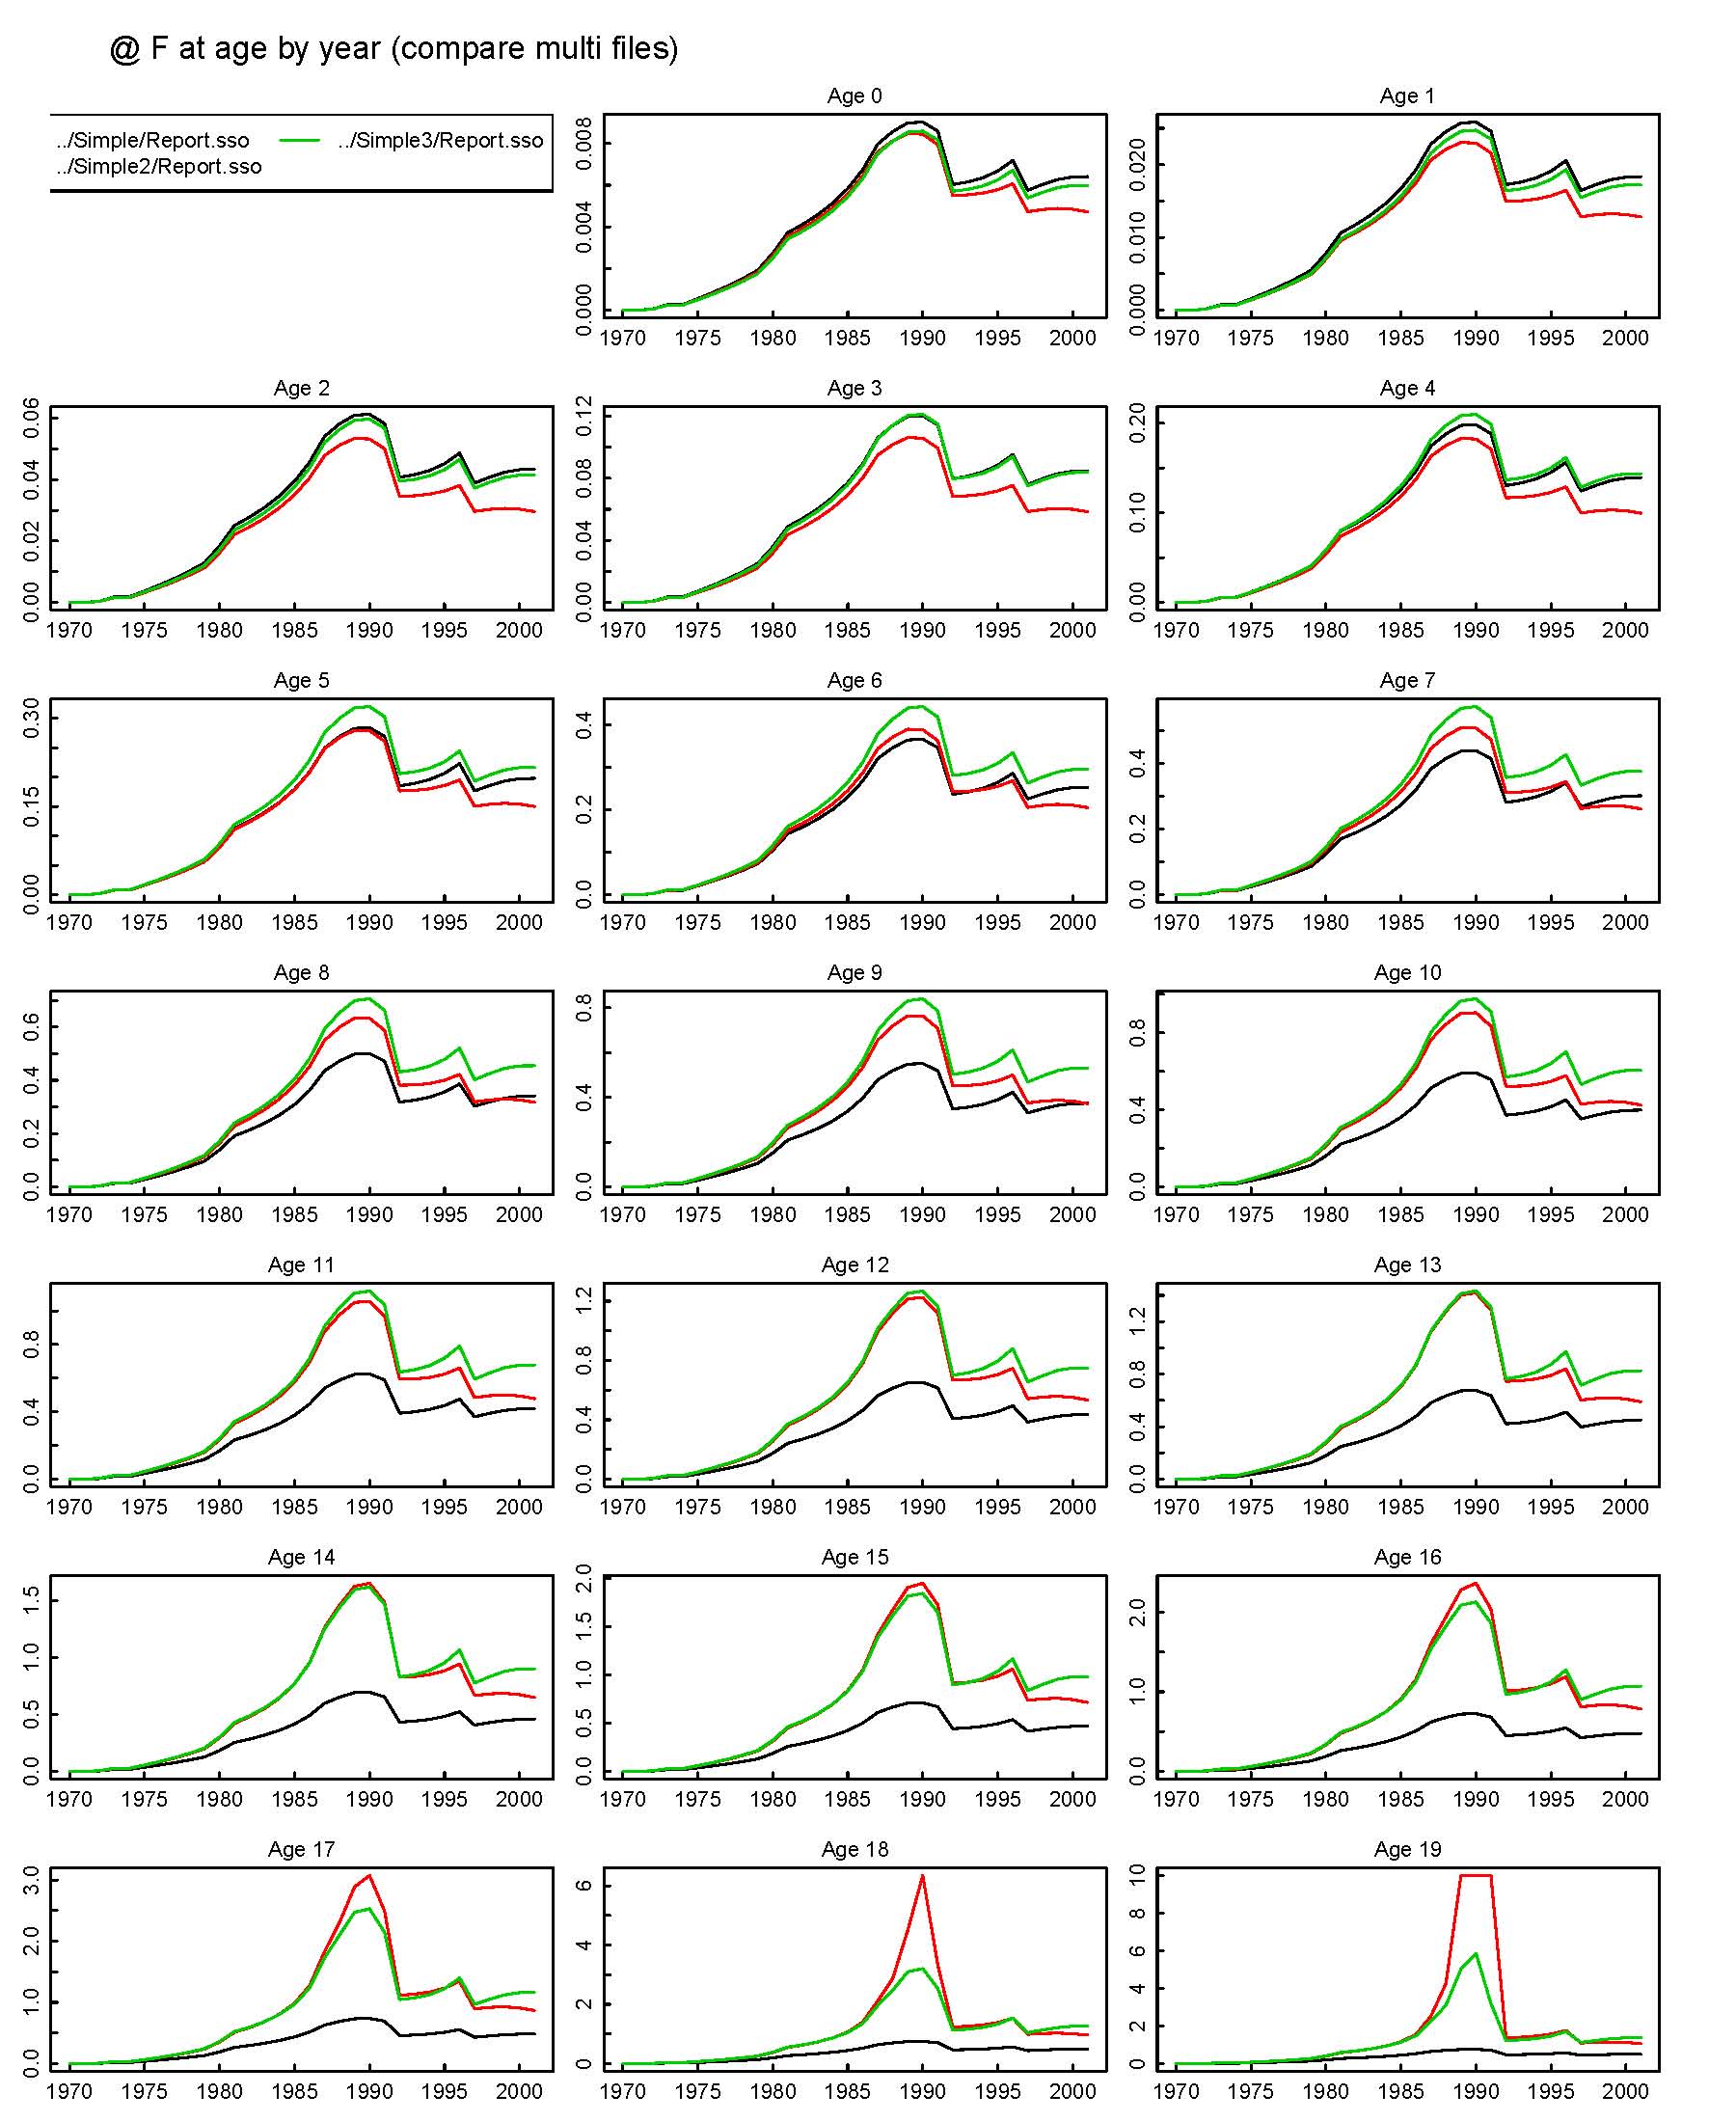 @ F at age by year (compare multi files)
../Simple/Report.sso ../Simple3/Report.sso
../Simple2/Report.sso
Age 0
0.000 0.004 0.008
1970 1975 1980 1985 1990 1995 2000
Age 1
0.000 0.010 0.020
1970 1975 1980 1985 1990 1995 2000
Age 2
0.00 0.02 0.04 0.06
1970 1975 1980 1985 1990 1995 2000
Age 3
0.00 0.04 0.08 0.12
1970 1975 1980 1985 1990 1995 2000
Age 4
0.00 0.10 0.20
1970 1975 1980 1985 1990 1995 2000
Age 5
0.00 0.15 0.30
1970 1975 1980 1985 1990 1995 2000
Age 6
0.0 0.2 0.4
1970 1975 1980 1985 1990 1995 2000
Age 7
0.0 0.2 0.4
1970 1975 1980 1985 1990 1995 2000
Age 8
0.0 0.2 0.4 0.6
1970 1975 1980 1985 1990 1995 2000
Age 9
0.0 0.4 0.8
1970 1975 1980 1985 1990 1995 2000
Age 10
0.0 0.4 0.8
1970 1975 1980 1985 1990 1995 2000
Age 11
0.0 0.4 0.8
1970 1975 1980 1985 1990 1995 2000
Age 12
0.0 0.4 0.8 1.2
1970 1975 1980 1985 1990 1995 2000
Age 13
0.0 0.4 0.8 1.2
1970 1975 1980 1985 1990 1995 2000
Age 14
0.0 0.5 1.0 1.5
1970 1975 1980 1985 1990 1995 2000
Age 15
0.0 0.5 1.0 1.5 2.0
1970 1975 1980 1985 1990 1995 2000
Age 16
0.0 1.0 2.0
1970 1975 1980 1985 1990 1995 2000
Age 17
0.0 1.0 2.0 3.0
1970 1975 1980 1985 1990 1995 2000
Age 18
0 2 4 6
1970 1975 1980 1985 1990 1995 2000
Age 19
0 2 4 6 8 10
1970 1975 1980 1985 1990 1995 2000